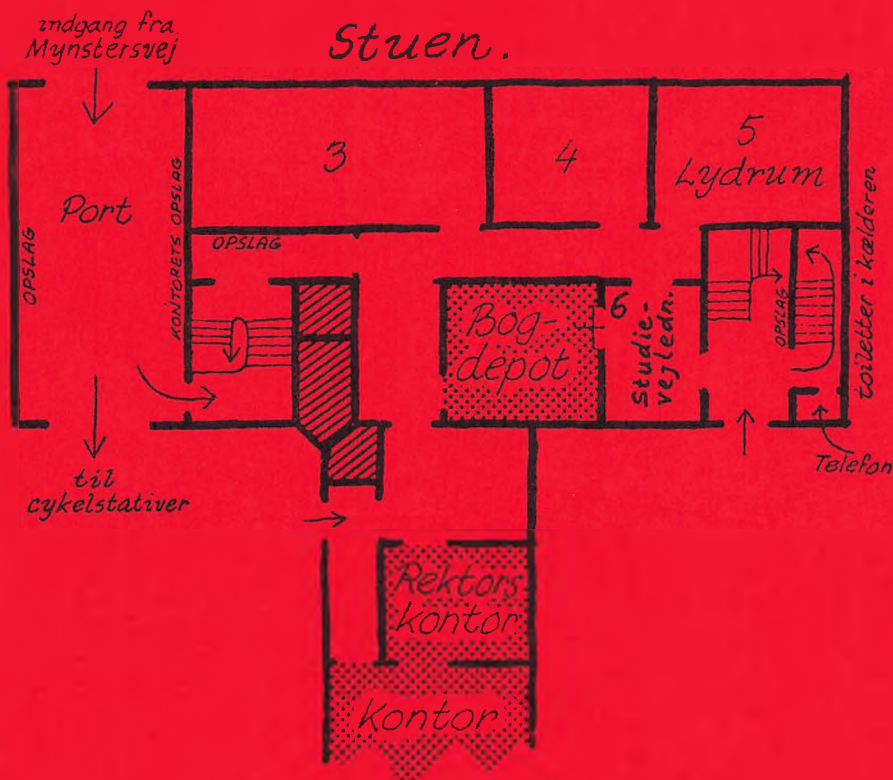 indgang fra
Mynstersvej
Stuen.
3
4
5
Lydrum
Port
OPSLAG
KONTORETS OPSLAG
OPSLAG
Bog-
depot
6
Studie-
vejledn.
OPSLAG
toiletter i kælderen
til
cykelstativer
Telefon
Rektors
kontor
kontor